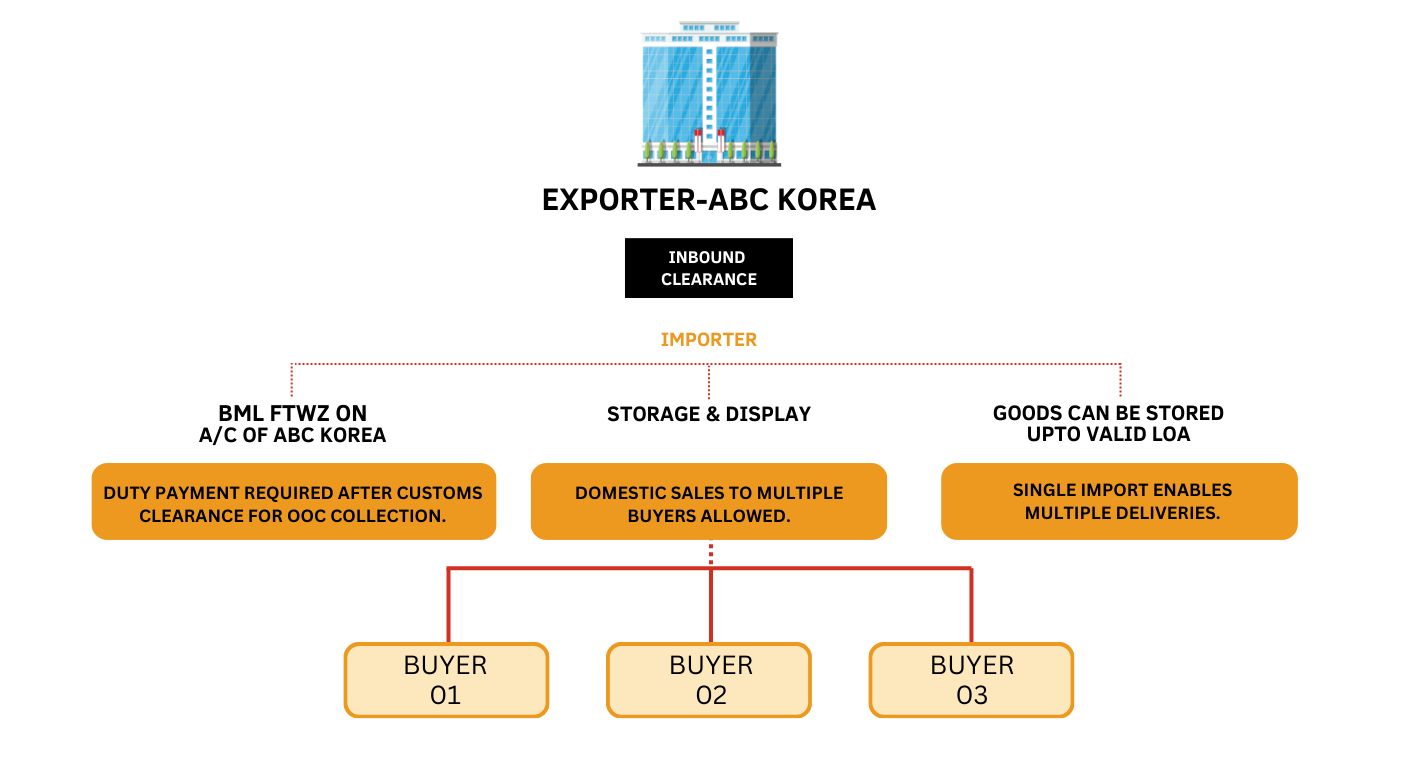 EXPORTER-ABC KOREA
INBOUND
CLEARANCE
IMPORTER
BML FTWZ ON
A/C OF ABC KOREA
STORAGE & DISPLAY
GOODS CAN BE STORED
UPTO VALID LOA
DUTY PAYMENT REQUIRED AFTER CUSTOMS
CLEARANCE FOR OOC COLLECTION.
DOMESTIC SALES TO MULTIPLE
BUYERS ALLOWED.
SINGLE IMPORT ENABLES
MULTIPLE DELIVERIES.
BUYER
01
BUYER
02
BUYER
03